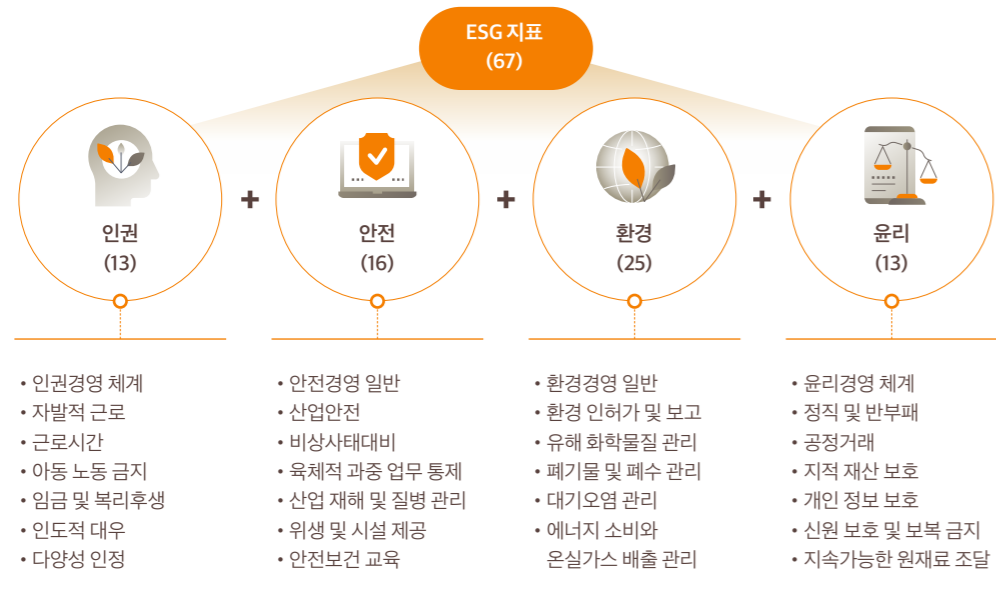 ESG 지표
(67)
인권
(13)
+
안전
(16)
+
환경
(25)
+
윤리
(13)
• 인권경영 체계
• 자발적 근로
• 근로시간
• 아동 노동 금지
• 임금 및 복리후생
• 인도적 대우
• 다양성 인정
• 안전경영 일반
• 산업안전
• 비상사태대비
• 육체적 과중 업무 통제
• 산업 재해 및 질병 관리
• 위생 및 시설 제공
• 안전보건 교육
• 환경경영 일반
• 환경 인허가 및 보고
• 유해 화학물질 관리
• 폐기물 및 폐수 관리
• 대기오염 관리
• 에너지 소비와
온실가스 배출 관리
• 윤리경영 체계
• 정직 및 반부패
• 공정거래
• 지적 재산 보호
• 개인 정보 보호
• 신원 보호 및 보복 금지
• 지속가능한 원재료 조달